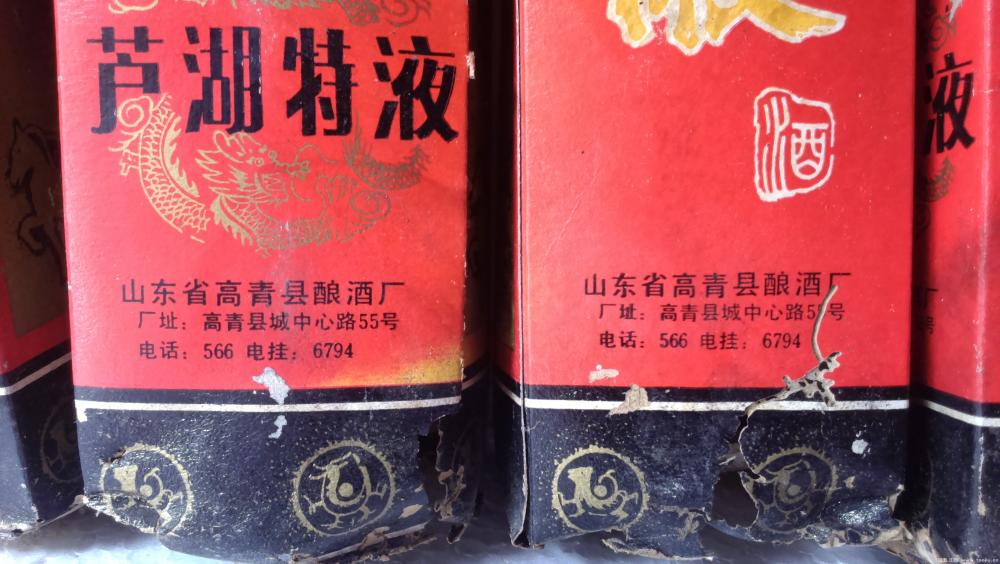 芦湖特液
山东省高青县酿酒厂
厂址：高青县城中心路55号
电话：566 电挂：6794
液
酒
山东省高青县酿酒厂
厂址：高青县城中心路55号
电话：566 电挂：6794
液
厂
号